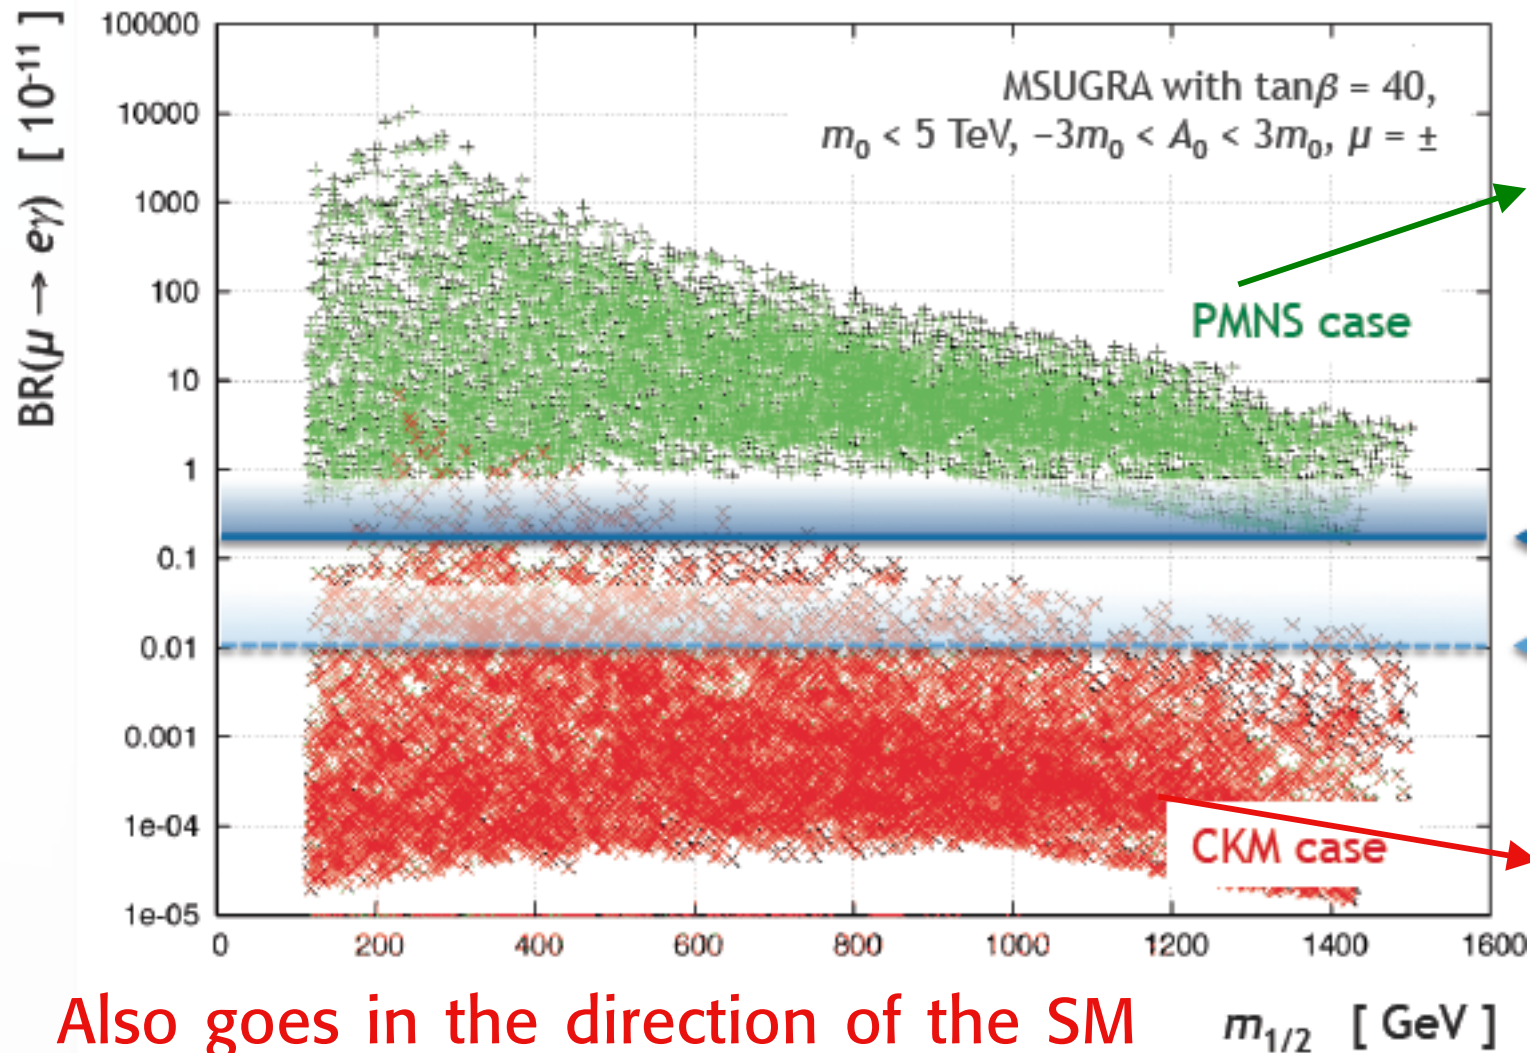 BR(μ → eγ) [ 10⁻¹¹ ]
100000
10000
1000
100
10
1
0.1
0.01
0.001
1e-04
1e-05
MSUGRA with tanβ = 40,
m₀ < 5 TeV, −3m₀ < A₀ < 3m₀, μ = ±
PMNS case
CKM case
0 200 400 600 800 1000 1200 1400 1600
Also goes in the direction of the SM
m₁/₂ [ GeV ]